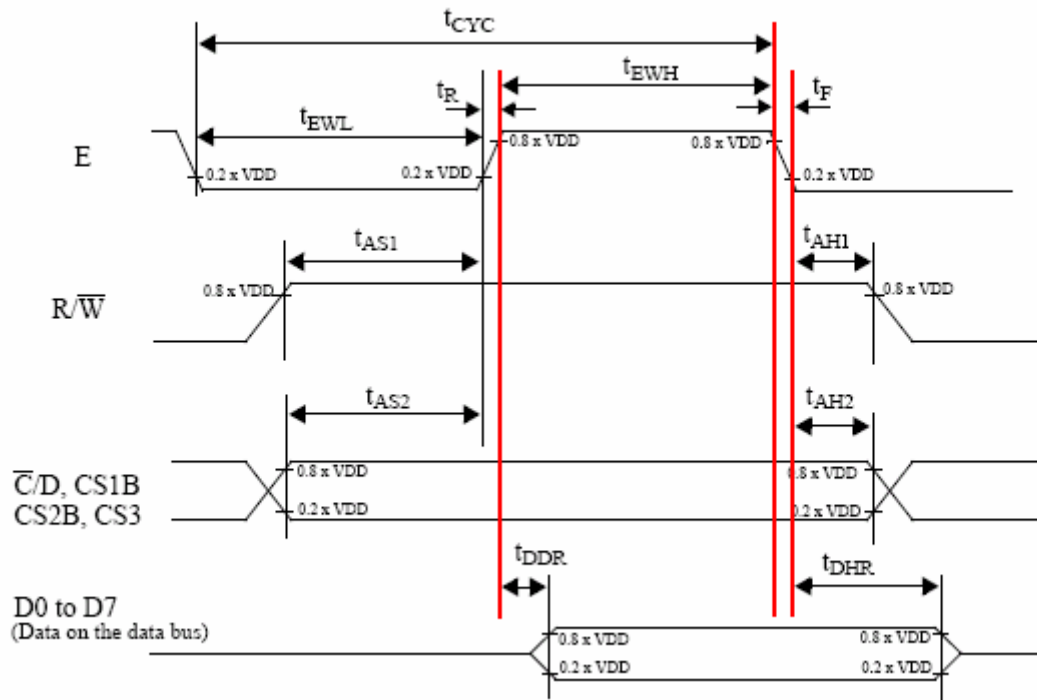 tCYC
tEWH
tR
tF
tEWL
E
0.8 x VDD
0.8 x VDD
0.2 x VDD
0.2 x VDD
0.2 x VDD
tAS1
tAH1
R/W̅
0.8 x VDD
0.8 x VDD
tAS2
tAH2
C̅/D, CS1B
CS2B, CS3
0.8 x VDD
0.8 x VDD
0.2 x VDD
0.2 x VDD
tDDR
tDHR
D0 to D7
(Data on the data bus)
0.8 x VDD
0.8 x VDD
0.2 x VDD
0.2 x VDD